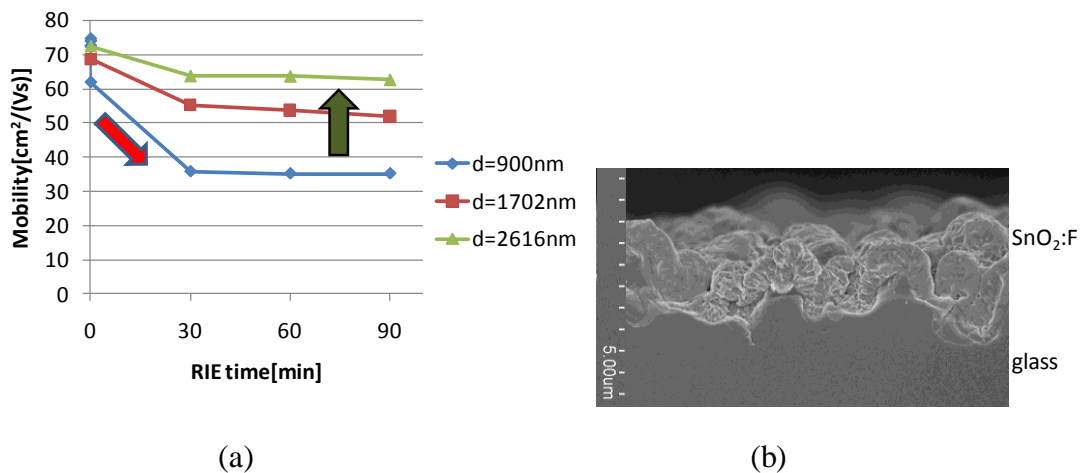 80
70
60
50
40
30
20
10
0
Mobility[cm²/(Vs)]
0 30 60 90
RIE time[min]
d=900nm
d=1702nm
d=2616nm
(a)
5.00um
SnO₂:F
glass
(b)